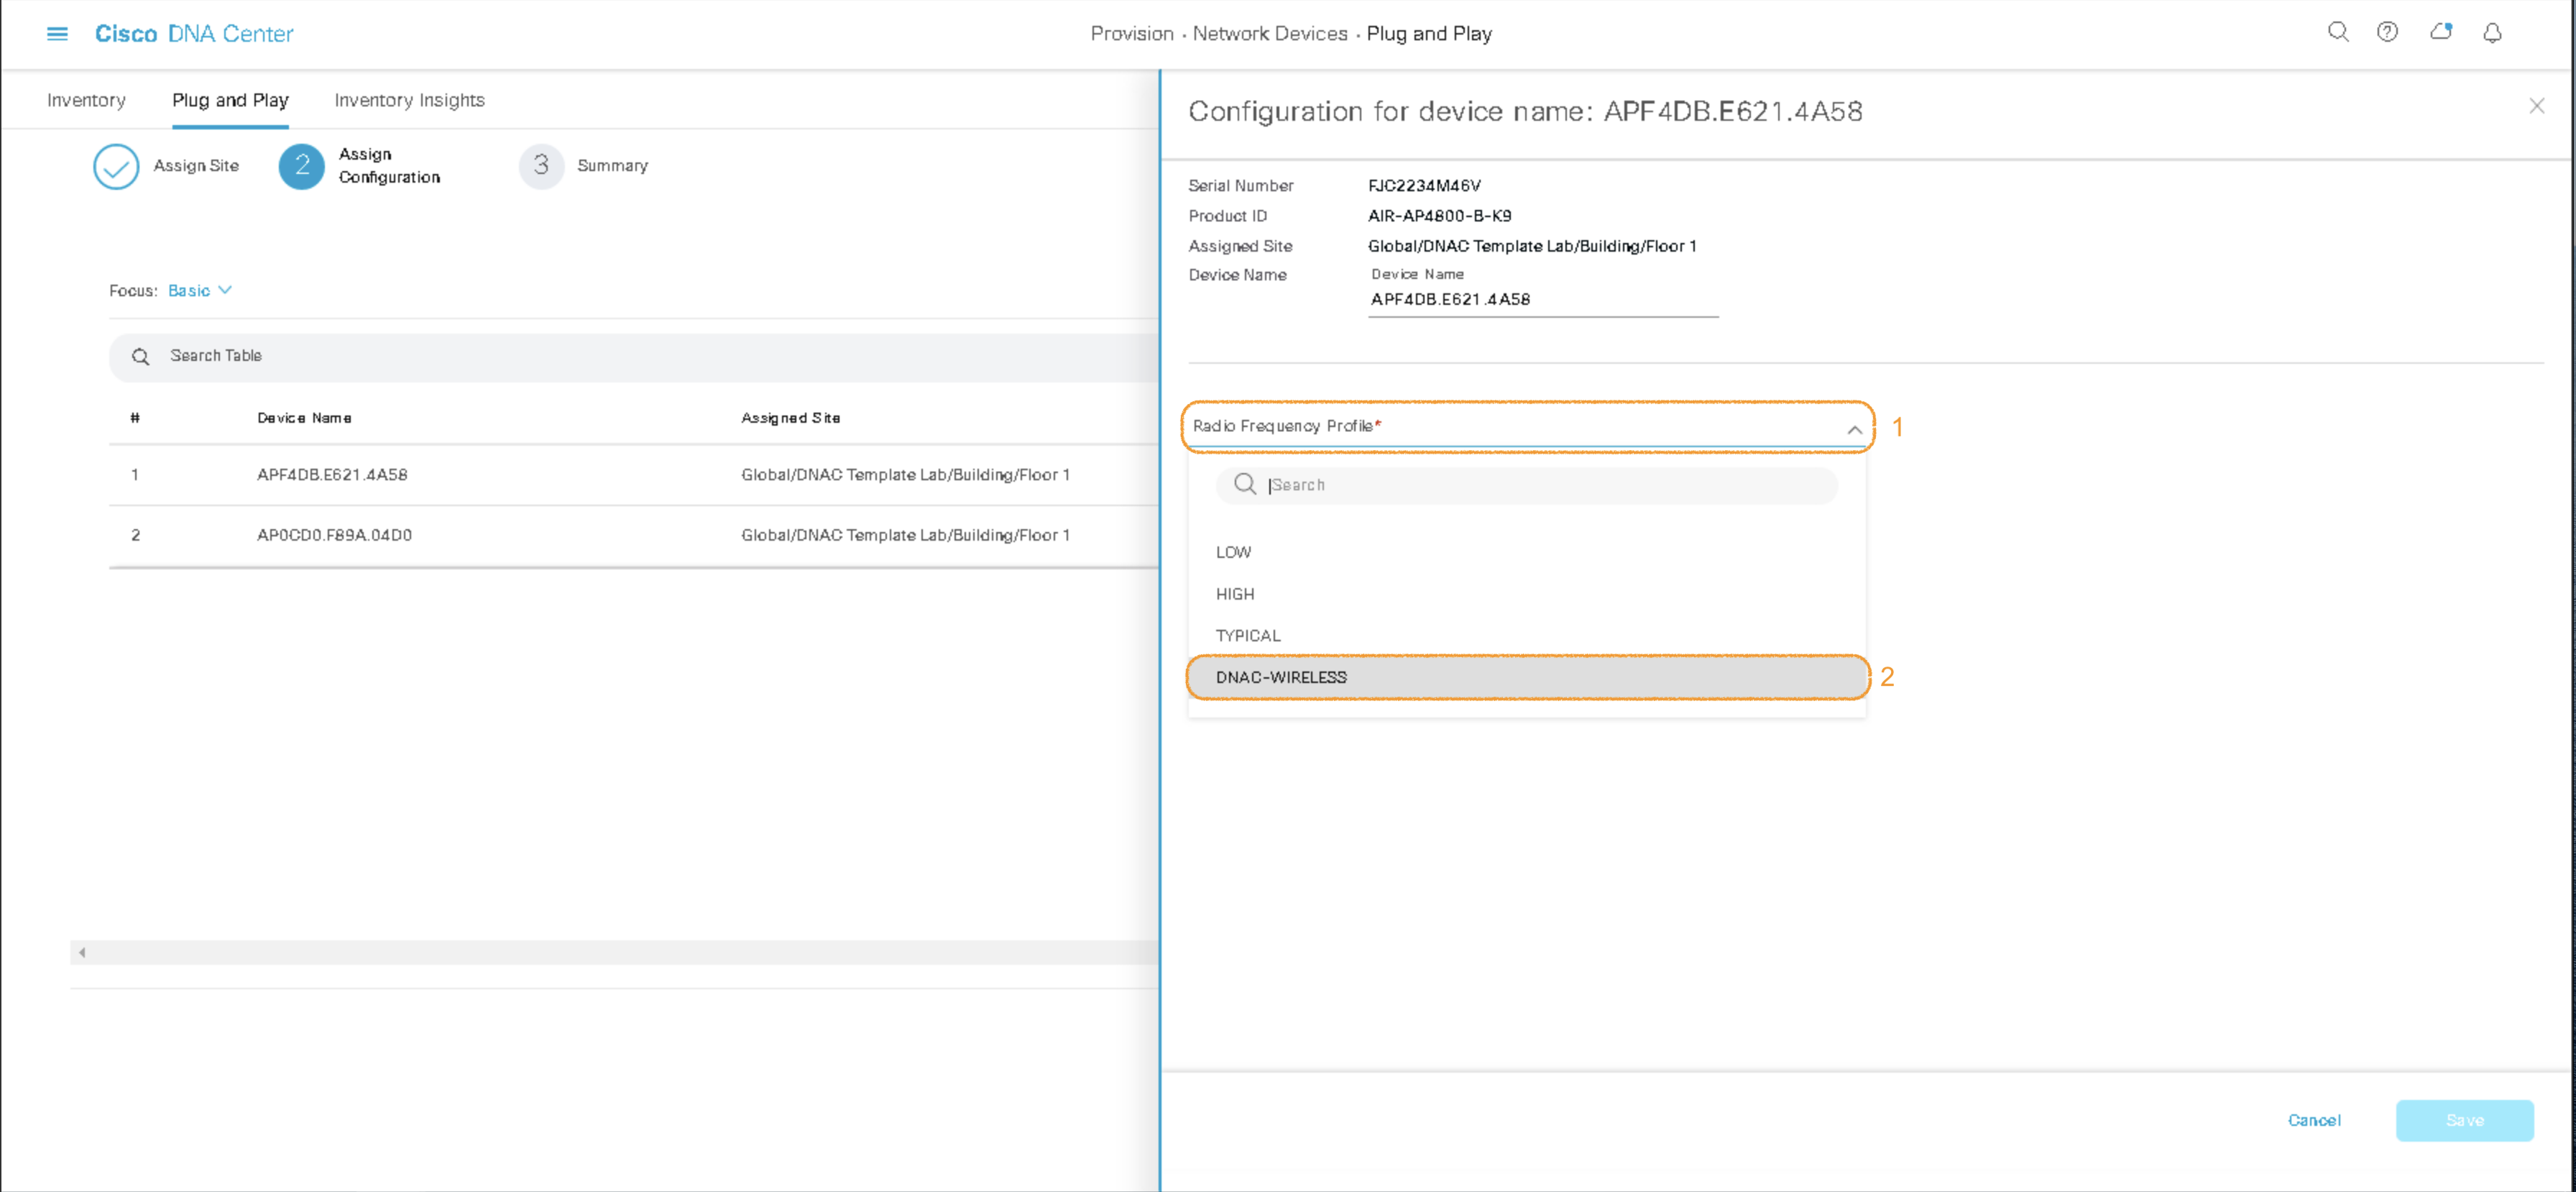 Cisco DNA Center
Provision · Network Devices · Plug and Play
Inventory
Plug and Play
Inventory Insights
Assign Site
2
Assign
Configuration
3
Summary
Focus: Basic
Search Table
# Device Name Assigned Site
1 APF4DB.E621.4A58 Global/DNAC Template Lab/Building/Floor 1
2 AP0CD0.F89A.04D0 Global/DNAC Template Lab/Building/Floor 1
Configuration for device name: APF4DB.E621.4A58
Serial Number FJC2234M46V
Product ID AIR-AP4800-B-K9
Assigned Site Global/DNAC Template Lab/Building/Floor 1
Device Name Device Name
APF4DB.E621.4A58
Radio Frequency Profile* 1
Search
LOW
HIGH
TYPICAL
DNAC-WIRELESS 2
Cancel
Save